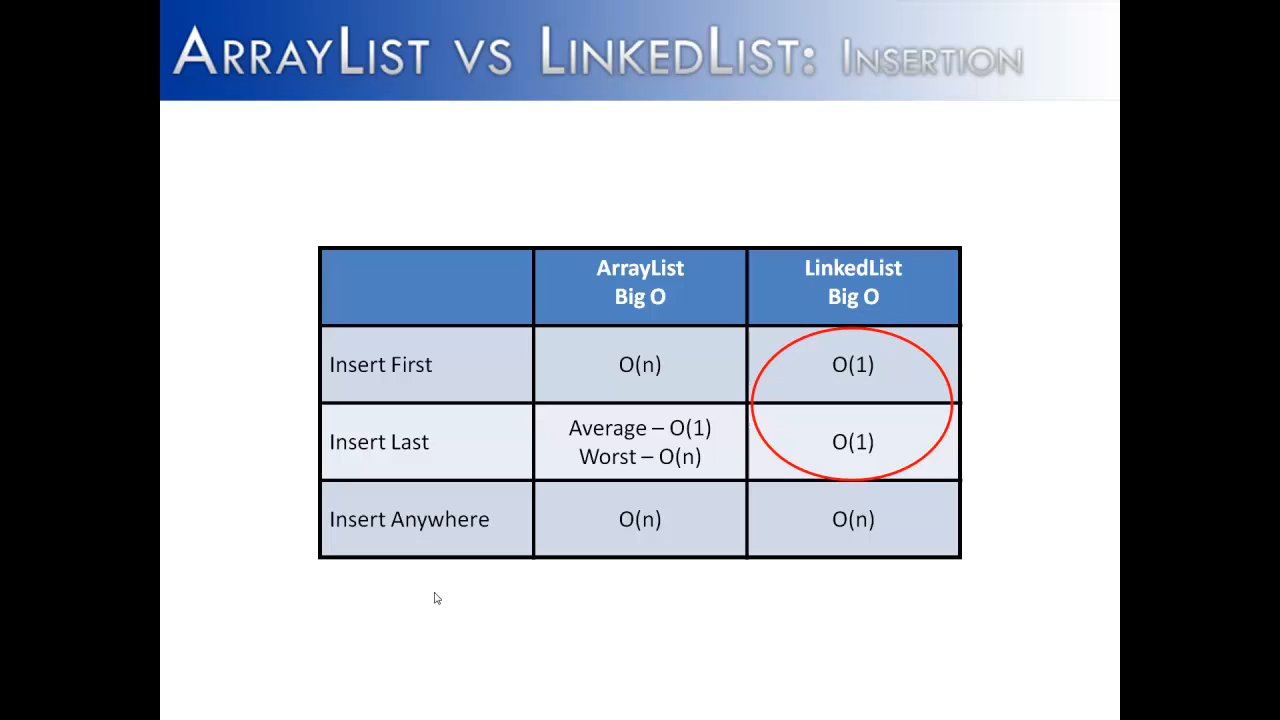 ArrayList vs LinkedList: Insertion
ArrayList
Big O
LinkedList
Big O
Insert First
O(n)
O(1)
Insert Last
Average – O(1)
Worst – O(n)
O(1)
Insert Anywhere
O(n)
O(n)